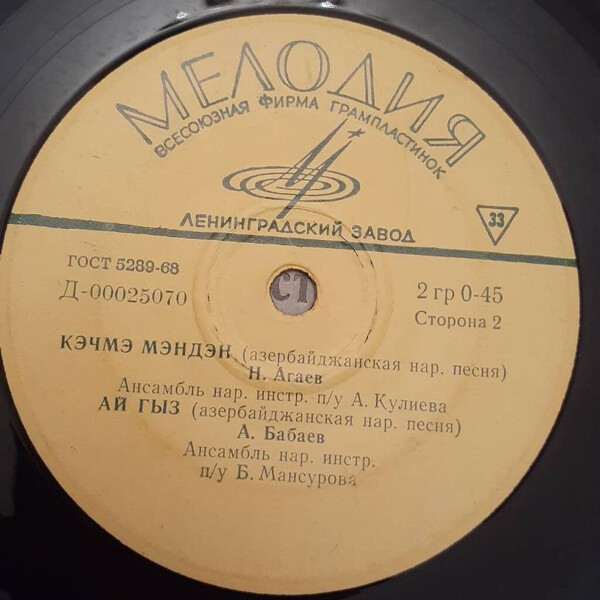 МЕЛОДИЯ
ВСЕСОЮЗНАЯ ФИРМА ГРАМПЛАСТИНОК
ЛЕНИНГРАДСКИЙ ЗАВОД
33
ГОСТ 5289-68
Д-00025070
2 гр 0-45
Сторона 2
КЭЧМЭ МЭНДЭН (азербайджанская нар. песня)
Н. Агаев
Ансамбль нар. инстр. п/у А. Кулиева
АЙ ГЫЗ (азербайджанская нар. песня)
А. Бабаев
Ансамбль нар. инстр.
п/у Б. Мансурова